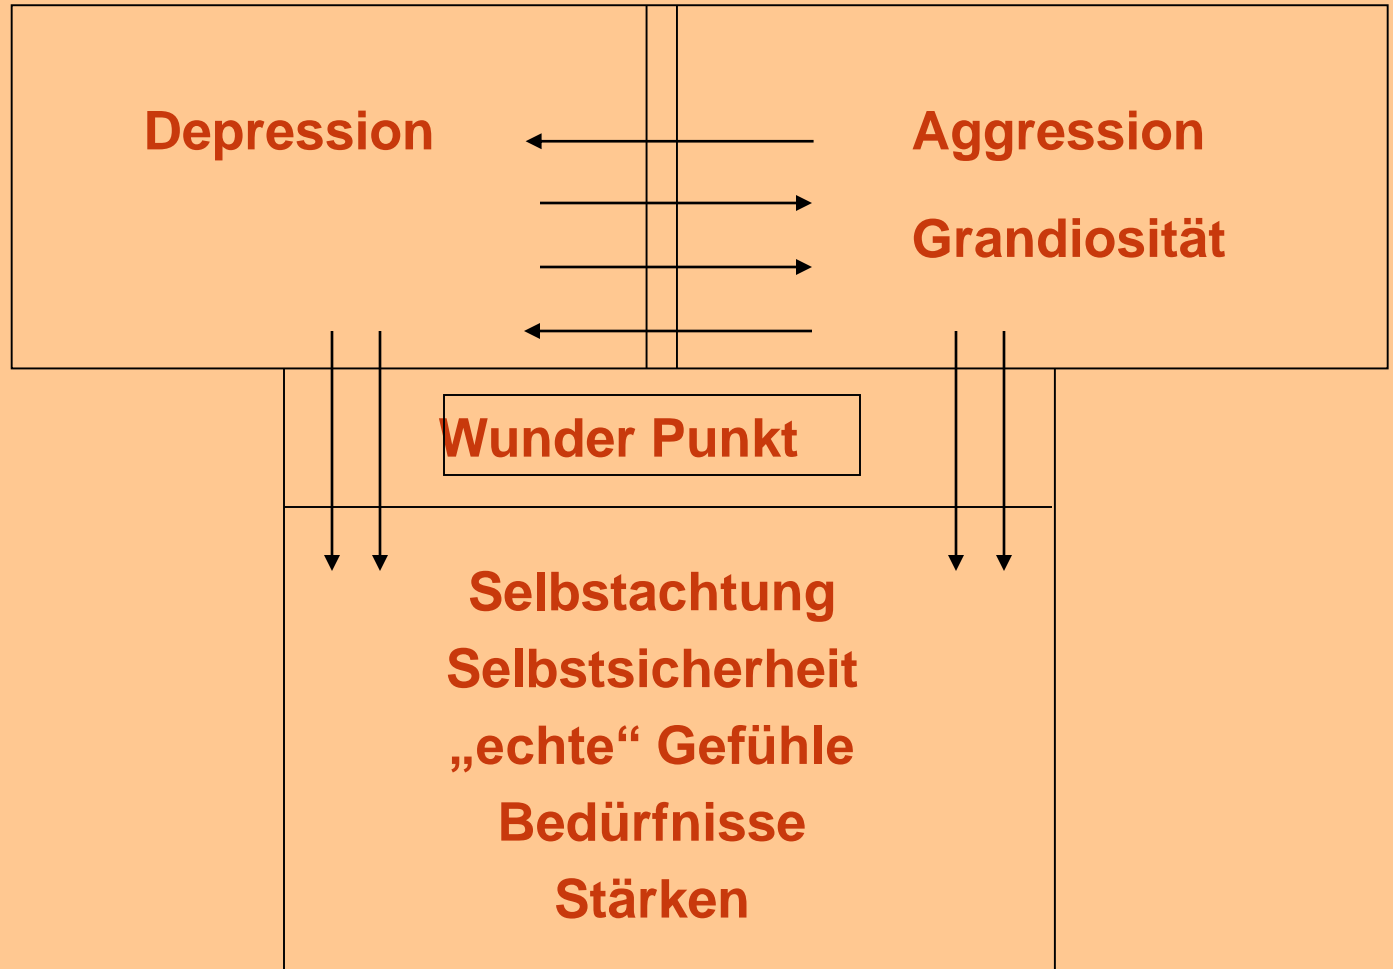 Depression
Aggression
Grandiosität
Wunder Punkt
Selbstachtung
Selbstsicherheit
„echte“ Gefühle
Bedürfnisse
Stärken